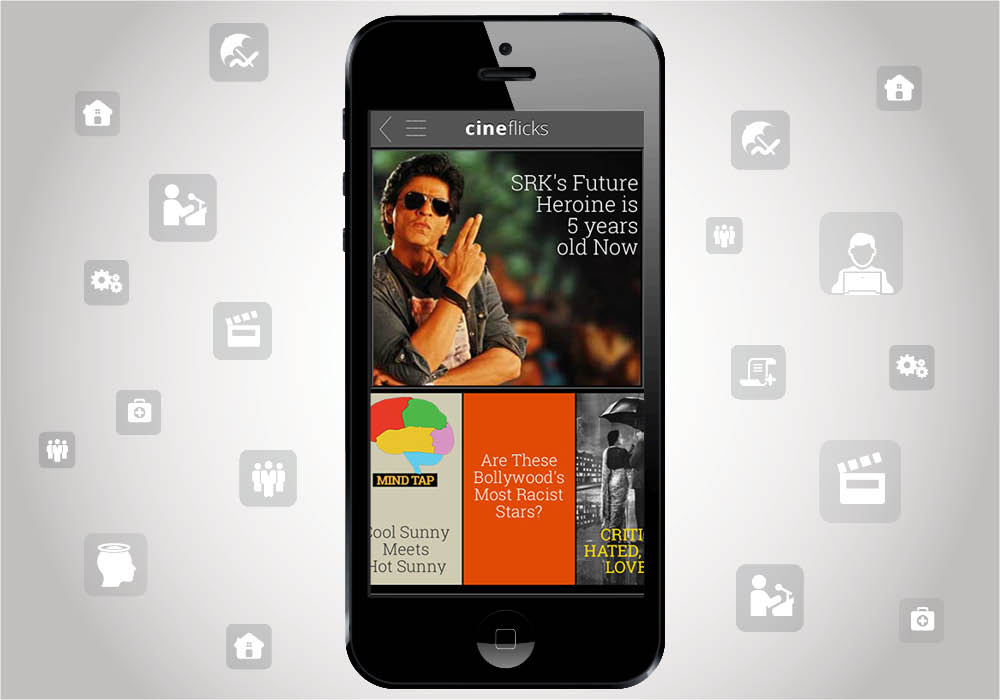 cineflicks
SRK's Future
Heroine is
5 years
old Now
MIND TAP
Cool Sunny
Meets
Hot Sunny
Are These
Bollywood's
Most Racist
Stars?
CRITI
HATED,
LOVE